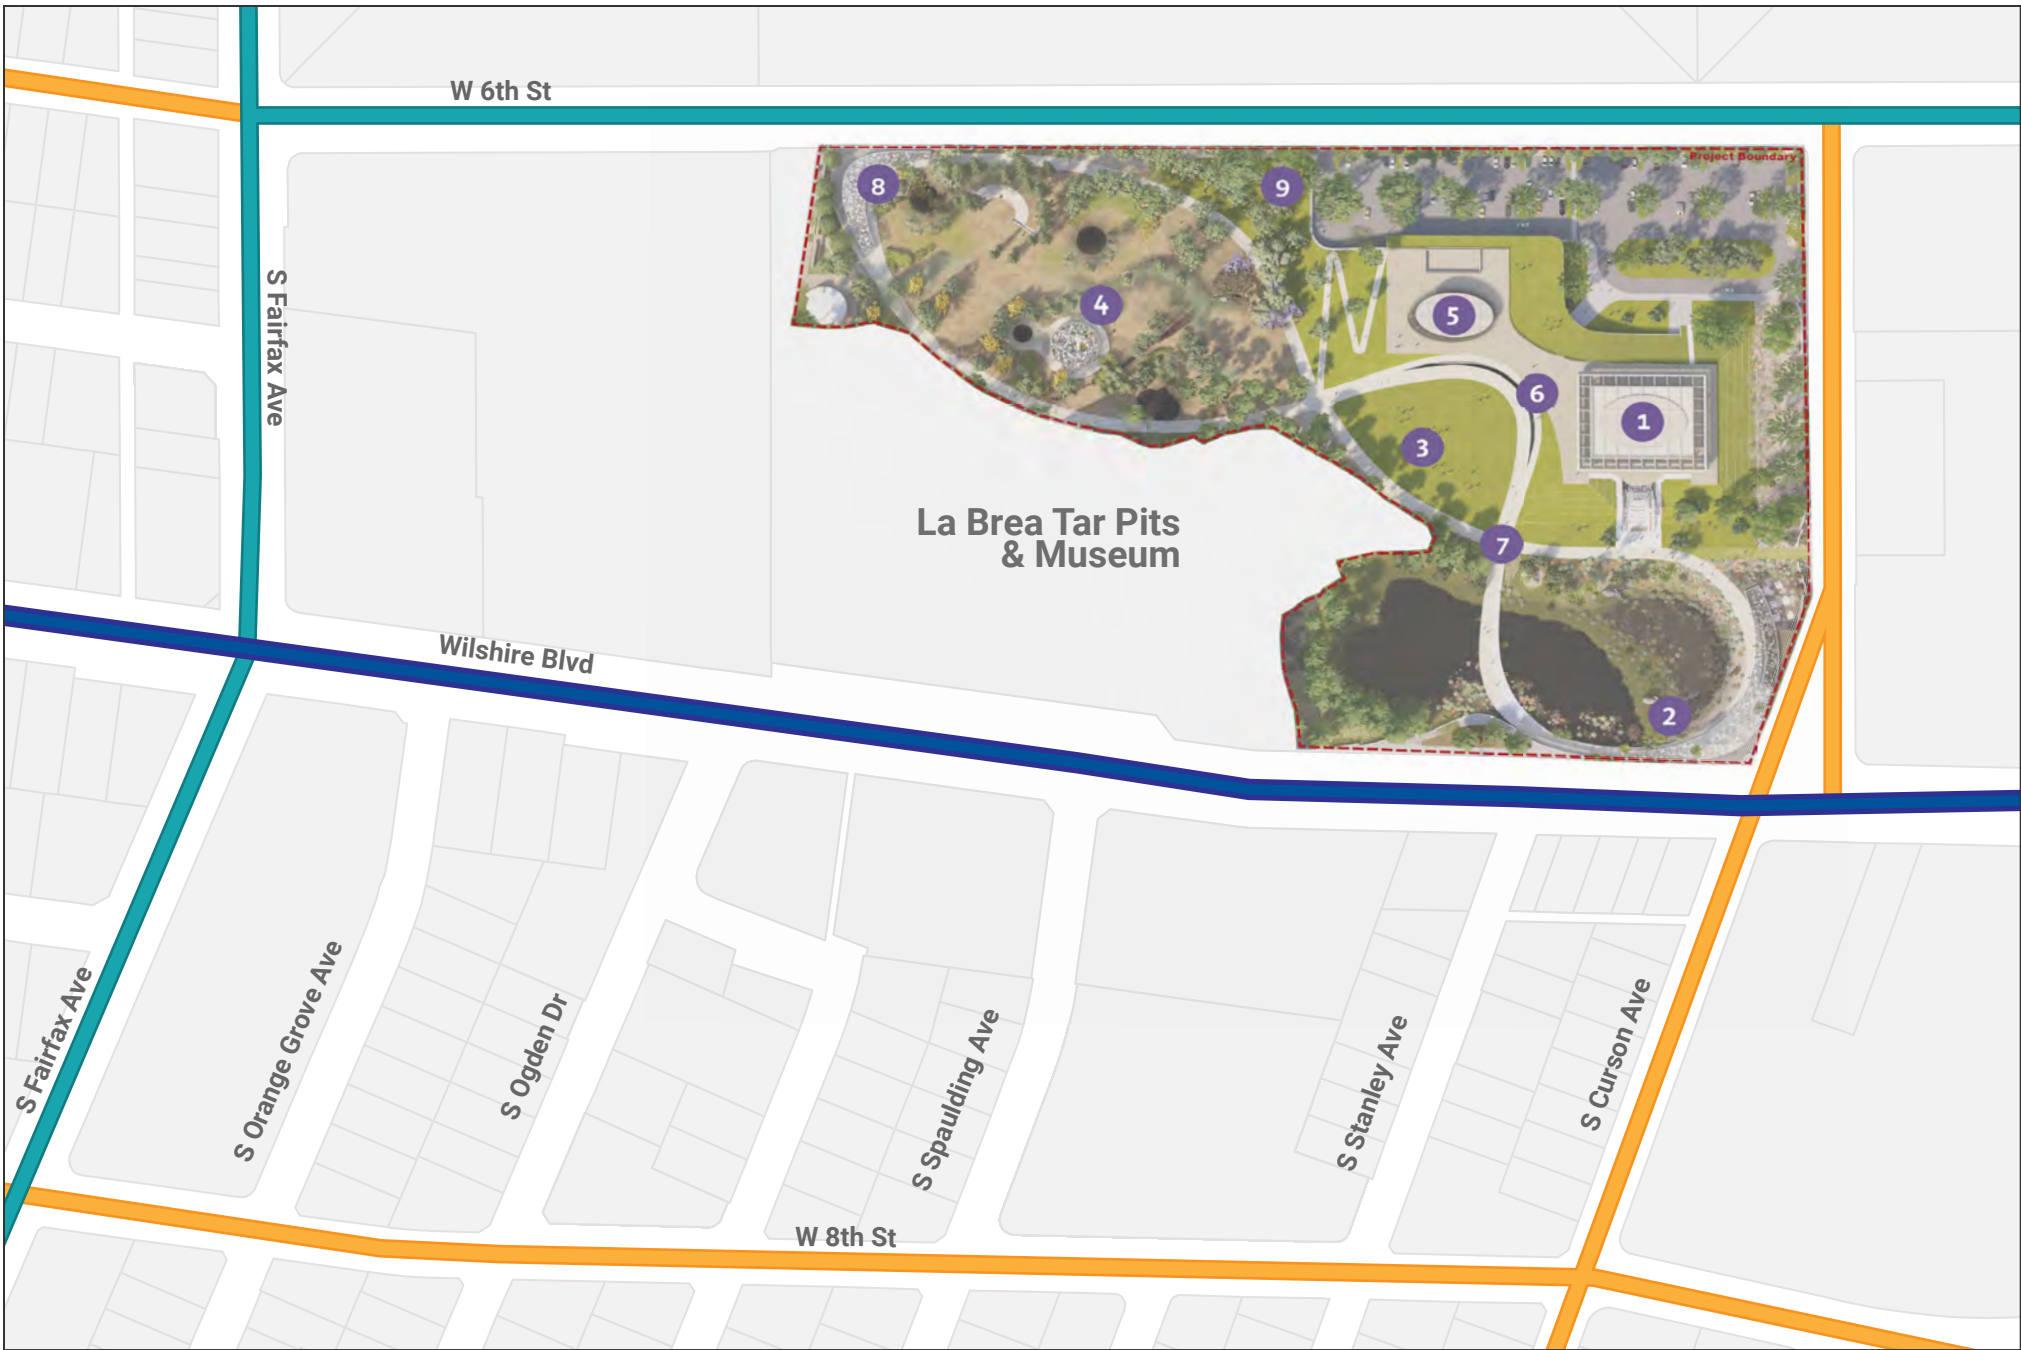 W 6th St
Project Boundary
8
9
S Fairfax Ave
4
5
6
1
3
La Brea Tar Pits
& Museum
7
Wilshire Blvd
2
S Fairfax Ave
S Orange Grove Ave
S Ogden Dr
S Spaulding Ave
S Stanley Ave
S Curson Ave
W 8th St